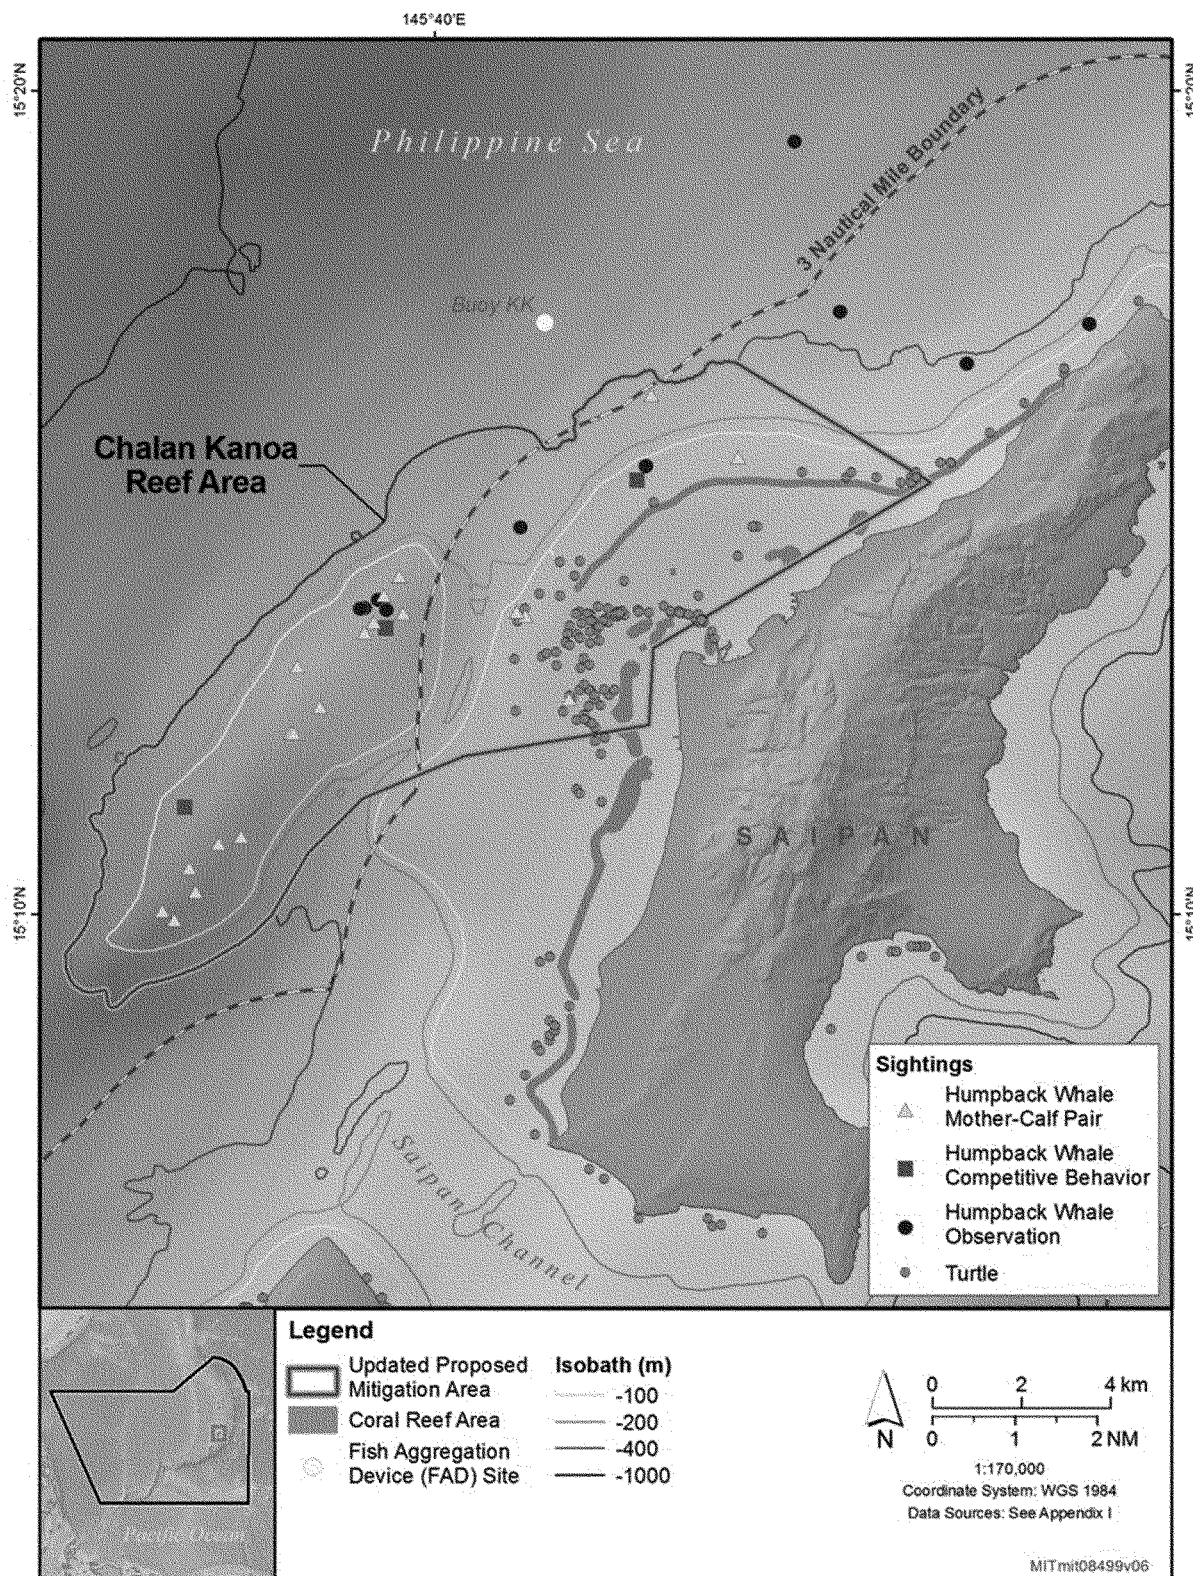 145°40'E
15°20'N
15°20'N
Philippine Sea
3 Nautical Mile Boundary
Buoy KK
Chalan Kanoa
Reef Area
SAIPAN
15°10'N
15°10'N
Saipan Channel
Sightings
Humpback Whale
Mother-Calf Pair
Humpback Whale
Competitive Behavior
Humpback Whale
Observation
Turtle
Pacific Ocean
Legend
Updated Proposed
Mitigation Area
Coral Reef Area
Fish Aggregation
Device (FAD) Site
Isobath (m)
-100
-200
-400
-1000
N
0 2 4 km
0 1 2 NM
1:170,000
Coordinate System: WGS 1984
Data Sources: See Appendix I
MITmit08499v06